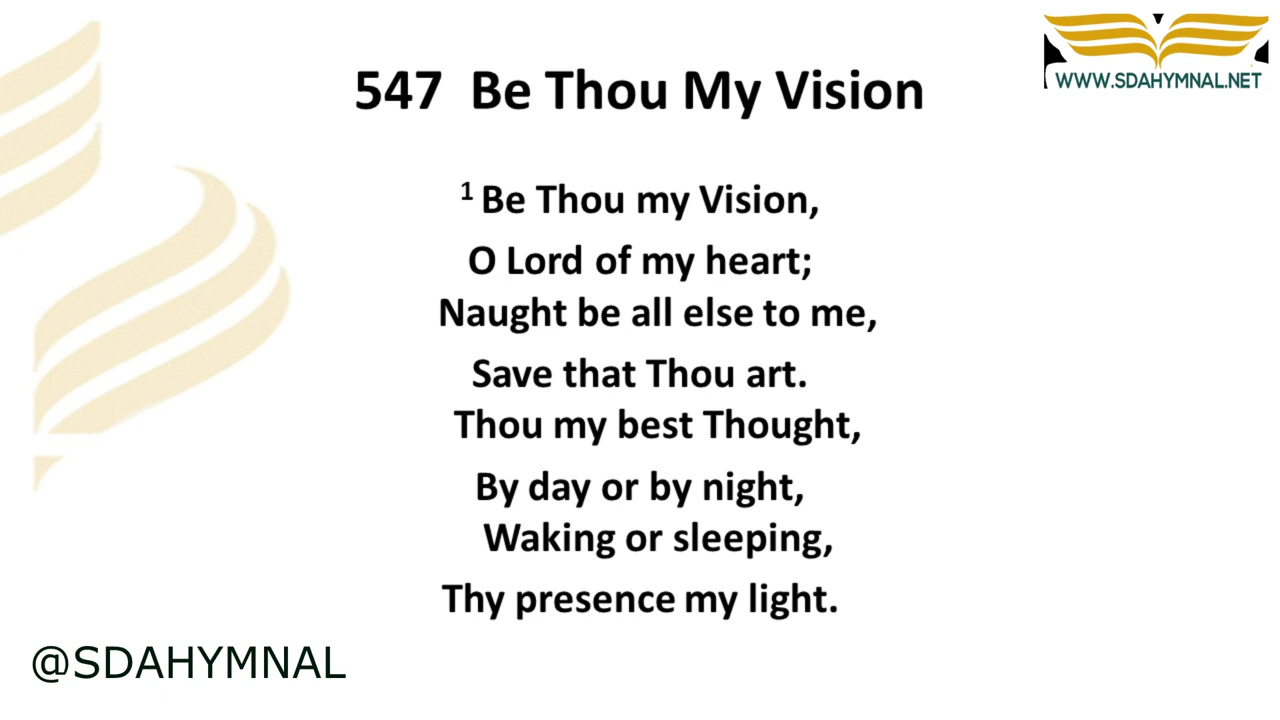 WWW.SDAHYMNAL.NET
547 Be Thou My Vision
1 Be Thou my Vision,
O Lord of my heart;
Naught be all else to me,
Save that Thou art.
Thou my best Thought,
By day or by night,
Waking or sleeping,
Thy presence my light.
@SDAHYMNAL